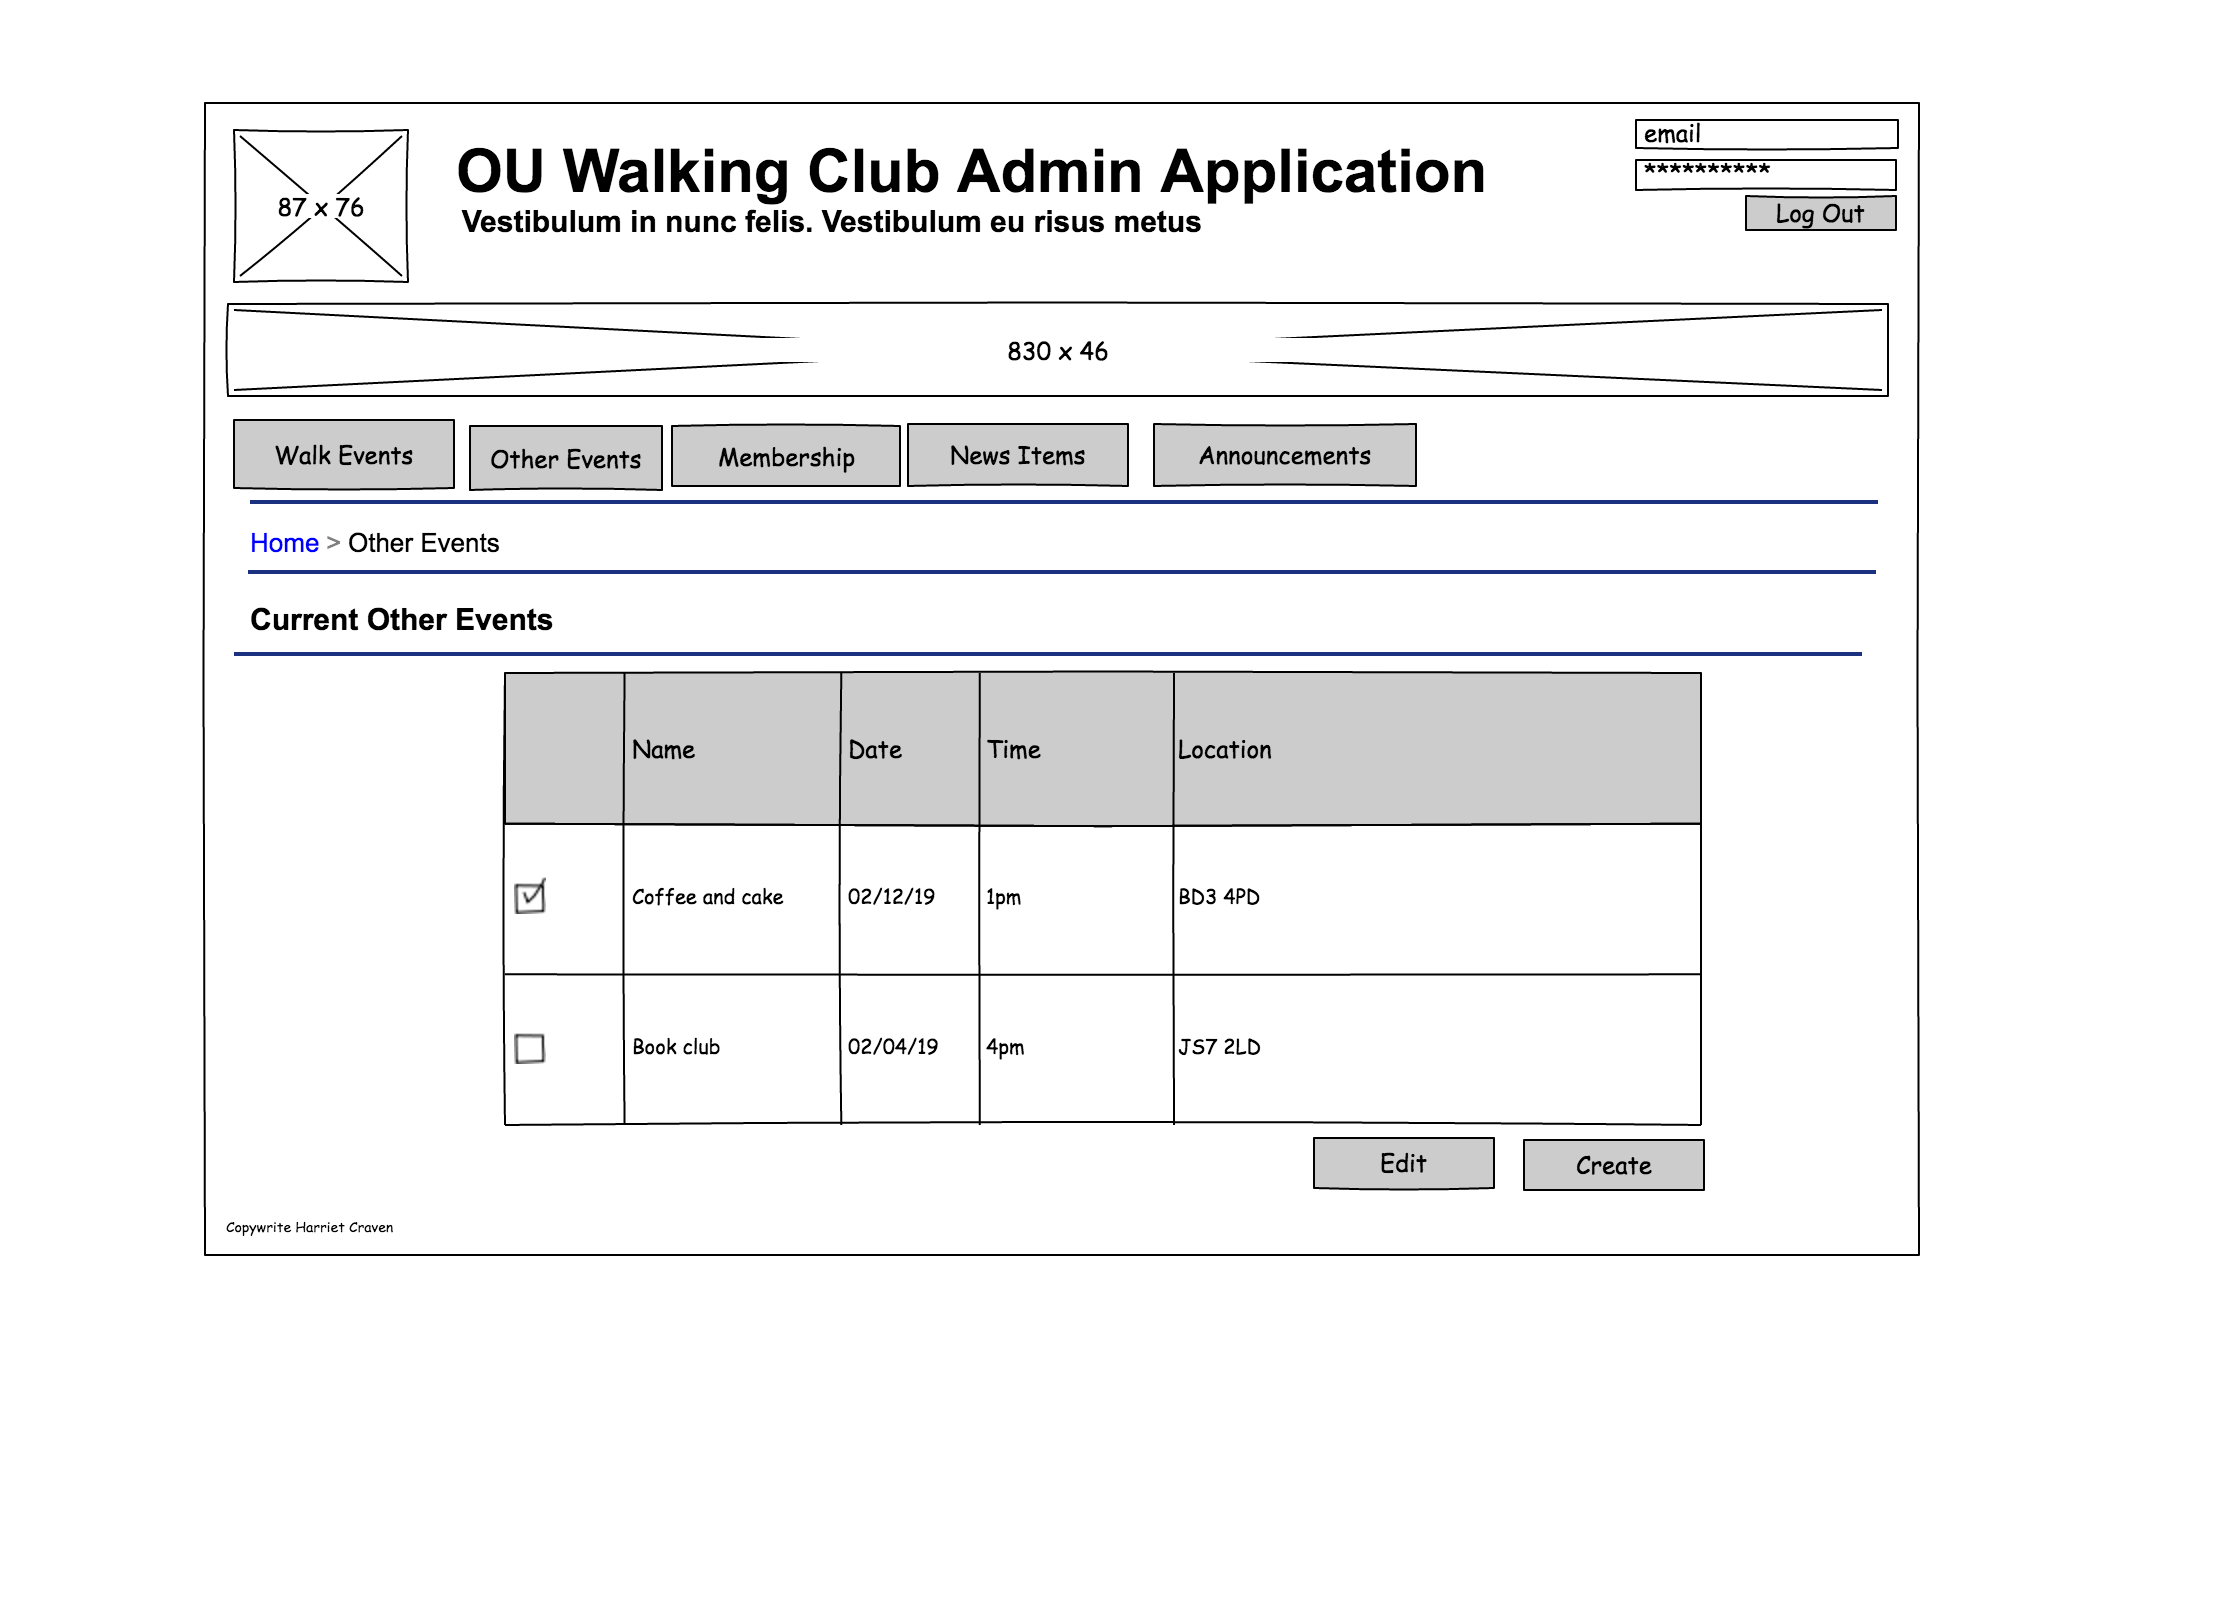 87 x 76
OU Walking Club Admin Application
Vestibulum in nunc felis. Vestibulum eu risus metus
email
**********
Log Out
830 x 46
Walk Events Other Events Membership News Items Announcements
Home > Other Events
Current Other Events
Name Date Time Location
Coffee and cake 02/12/19 1pm BD3 4PD
Book club 02/04/19 4pm JS7 2LD
Edit Create
Copywrite Harriet Craven